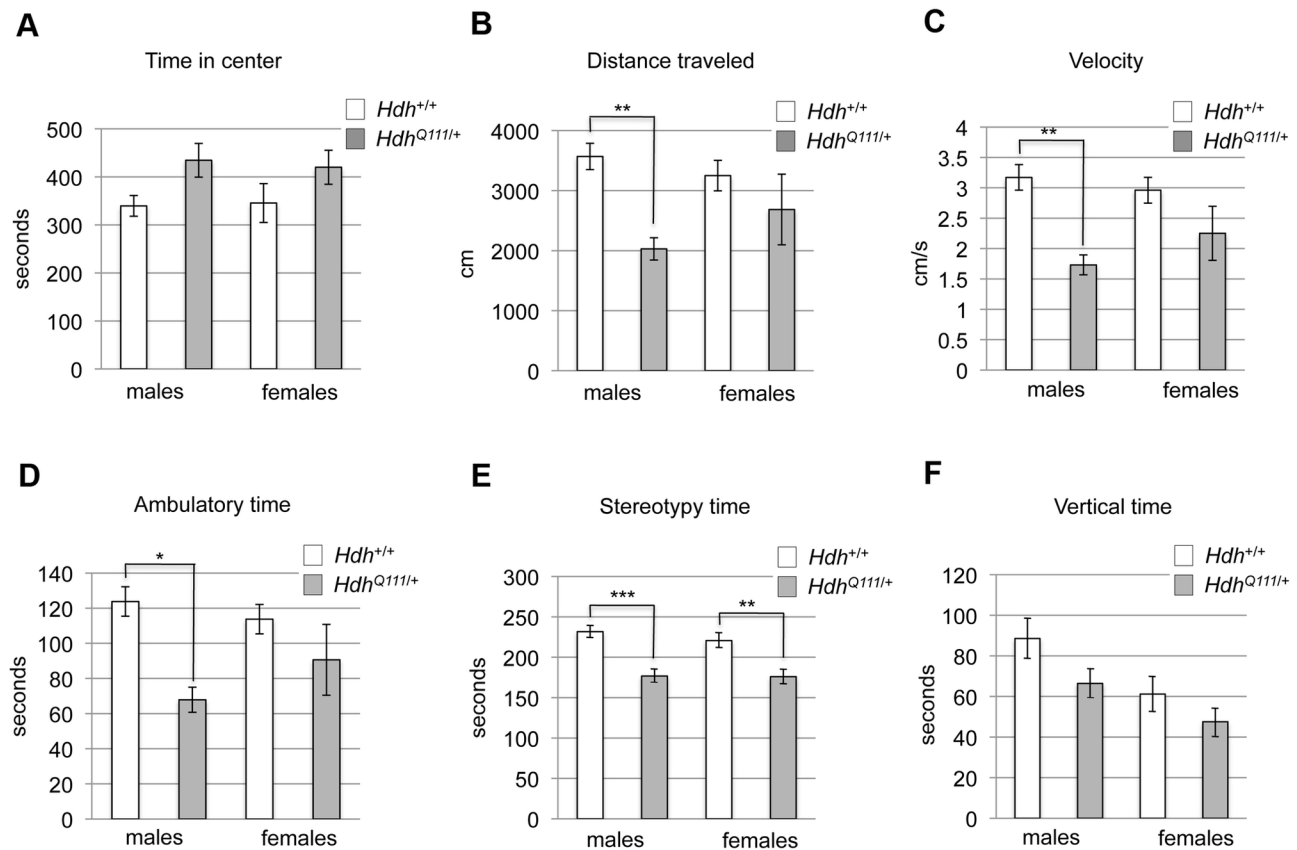 A
Time in center
Hdh+/+
HdhQ111/+
seconds
500
400
300
200
100
0
males
females
B
Distance traveled
Hdh+/+
HdhQ111/+
**
cm
4000
3000
2000
1000
0
males
females
C
Velocity
Hdh+/+
HdhQ111/+
**
cm/s
4
3.5
3
2.5
2
1.5
1
0.5
0
males
females
D
Ambulatory time
Hdh+/+
HdhQ111/+
*
seconds
140
120
100
80
60
40
20
0
males
females
E
Stereotypy time
Hdh+/+
HdhQ111/+
***
**
seconds
300
250
200
150
100
50
0
males
females
F
Vertical time
Hdh+/+
HdhQ111/+
seconds
120
100
80
60
40
20
0
males
females